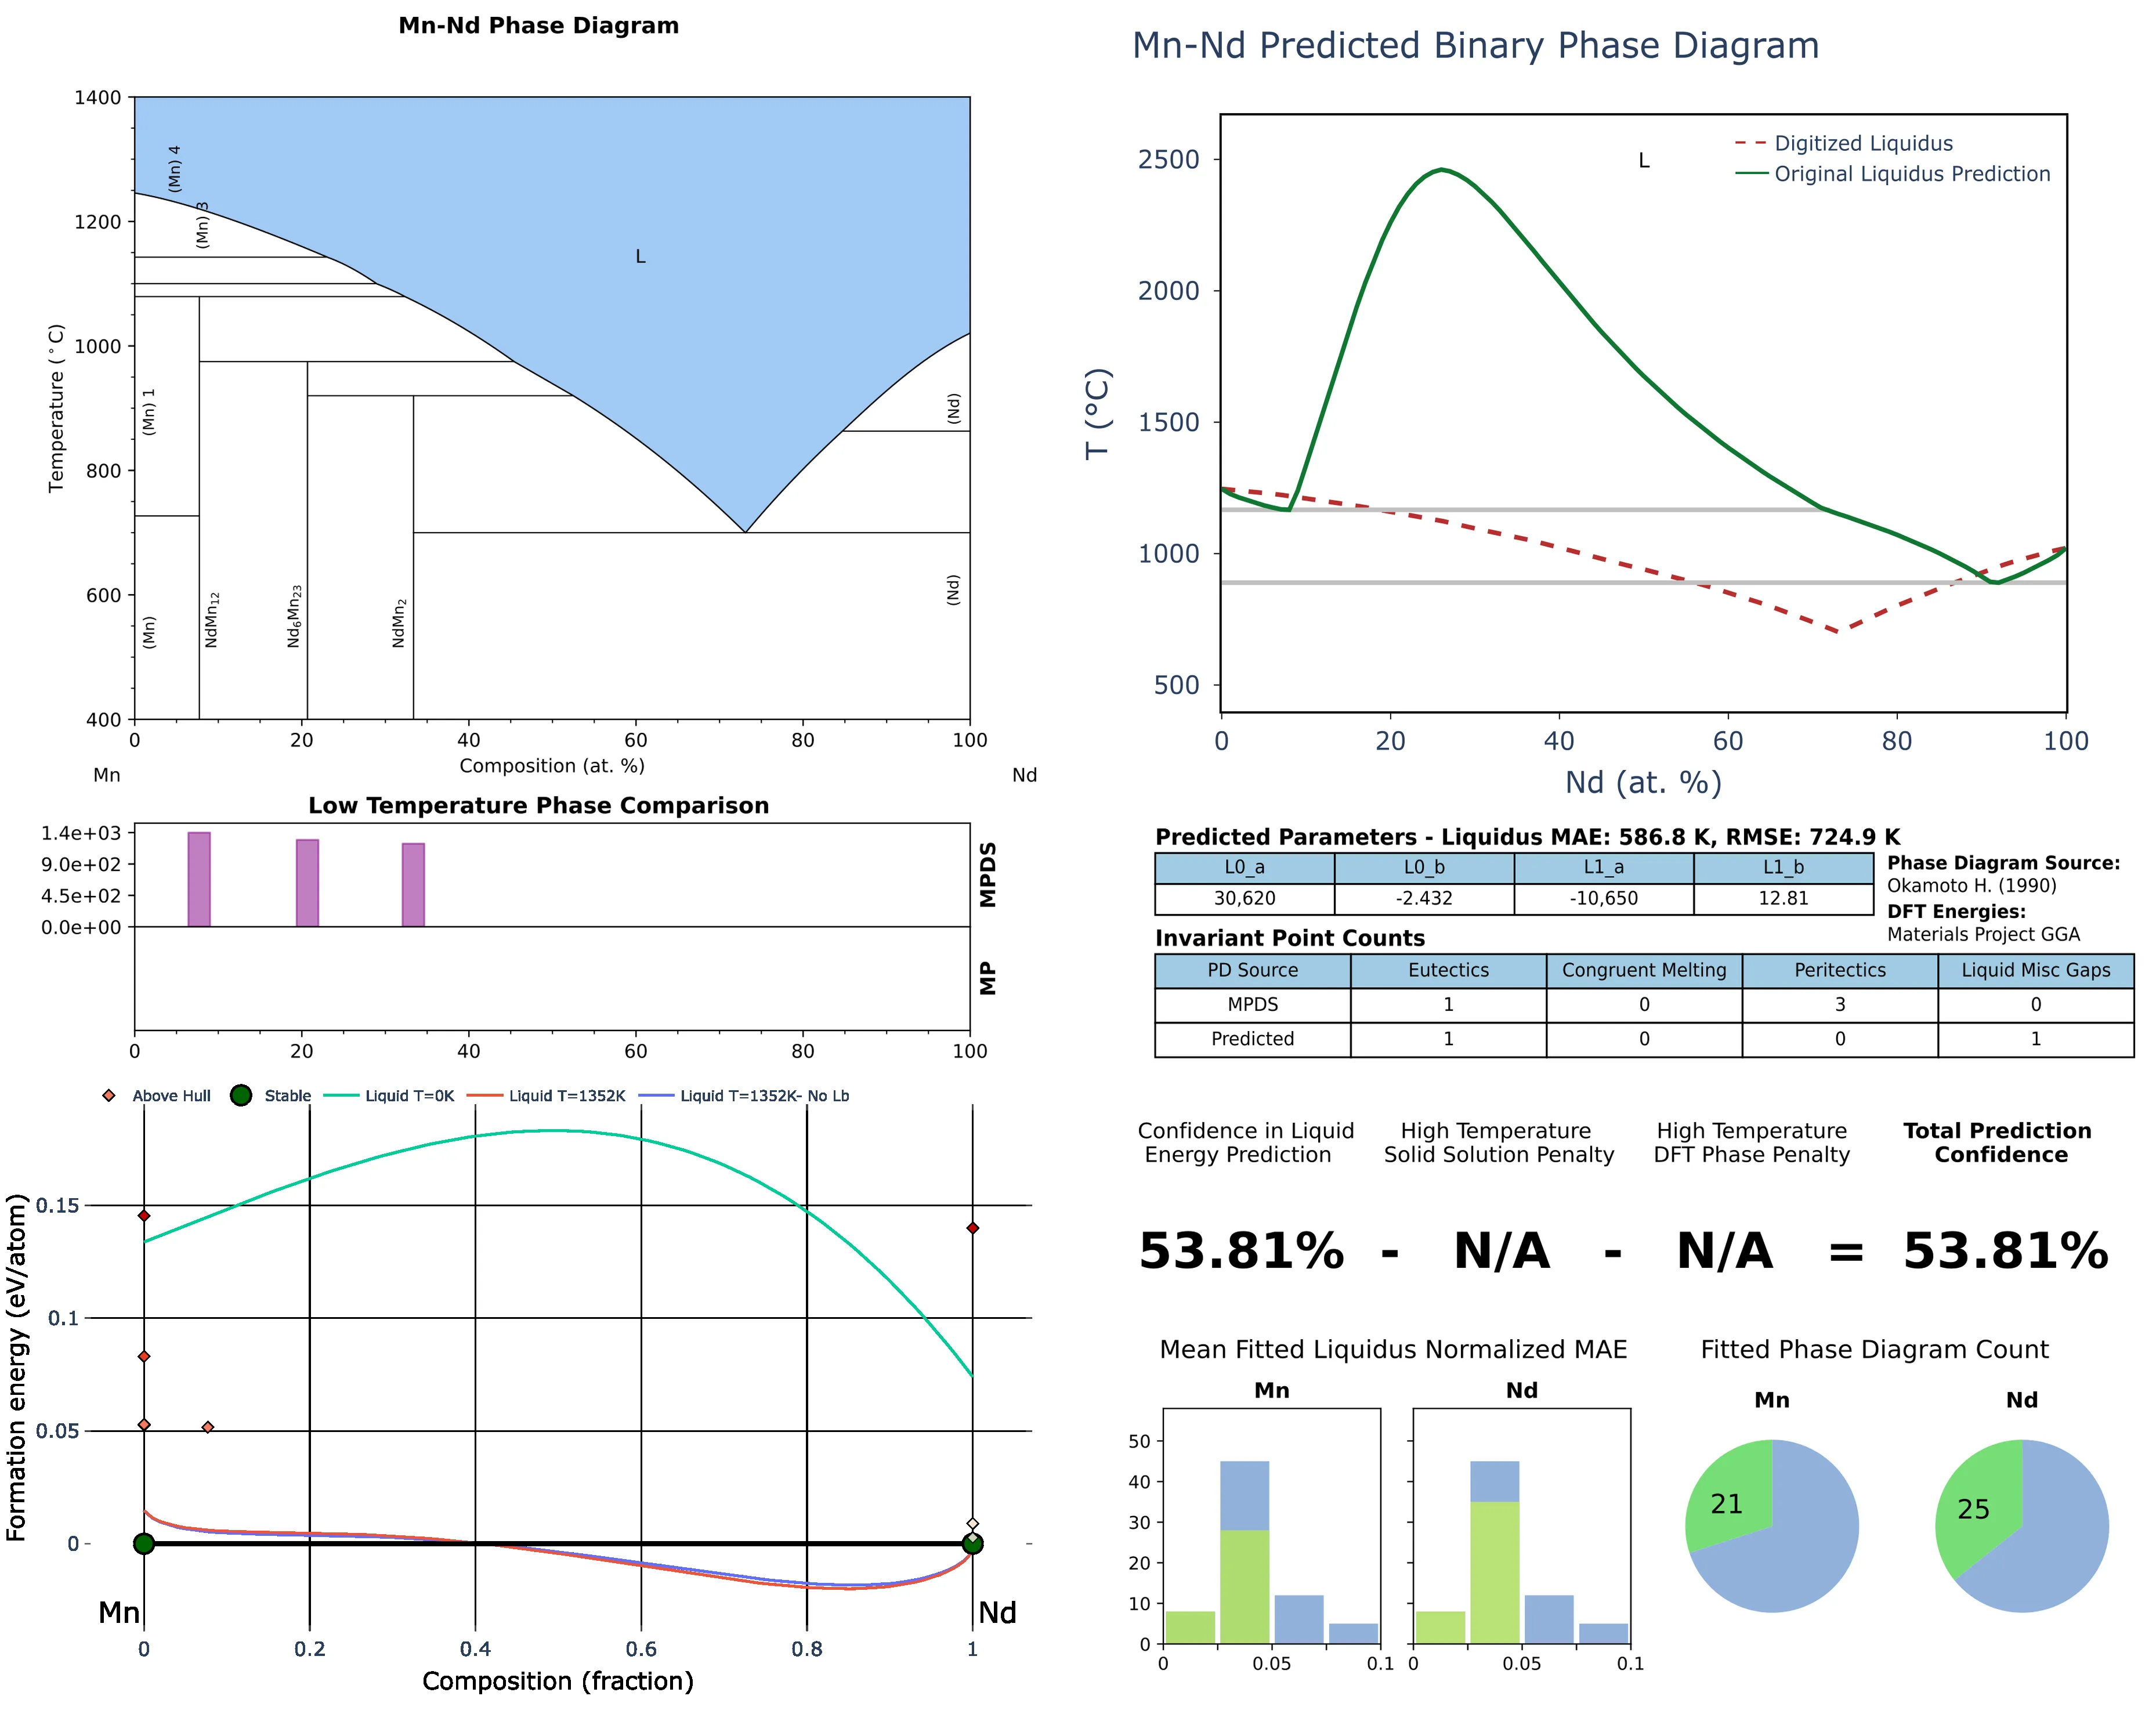 Mn-Nd Phase Diagram
1400
1200
1000
800
600
400
Temperature (°C)
(Mn) 4
(Mn) 3
(Mn) 1
(Mn)
NdMn12
Nd6Mn23
NdMn2
L
(Nd)
(Nd)
0 20 40 60 80 100
Composition (at. %)
Mn Nd
Low Temperature Phase Comparison
1.4e+03
9.0e+02
4.5e+02
0.0e+00
MPDS
MP
0 20 40 60 80 100
Above Hull Stable Liquid T=0K Liquid T=1352K Liquid T=1352K- No Lb
0.15
0.1
0.05
0
Formation energy (eV/atom)
Mn Nd
0 0.2 0.4 0.6 0.8 1
Composition (fraction)
Mn-Nd Predicted Binary Phase Diagram
L
Digitized Liquidus
Original Liquidus Prediction
2500
2000
1500
1000
500
T (°C)
0 20 40 60 80 100
Nd (at. %)
Predicted Parameters - Liquidus MAE: 586.8 K, RMSE: 724.9 K
L0_a L0_b L1_a L1_b
30,620 -2.432 -10,650 12.81
Phase Diagram Source:
Okamoto H. (1990)
DFT Energies:
Materials Project GGA
Invariant Point Counts
PD Source Eutectics Congruent Melting Peritectics Liquid Misc Gaps
MPDS 1 0 3 0
Predicted 1 0 0 1
Confidence in Liquid Energy Prediction
High Temperature Solid Solution Penalty
High Temperature DFT Phase Penalty
Total Prediction Confidence
53.81% - N/A - N/A = 53.81%
Mean Fitted Liquidus Normalized MAE
Mn Nd
50
40
30
20
10
0
0 0.05 0.1 0 0.05 0.1
Fitted Phase Diagram Count
Mn Nd
21 25